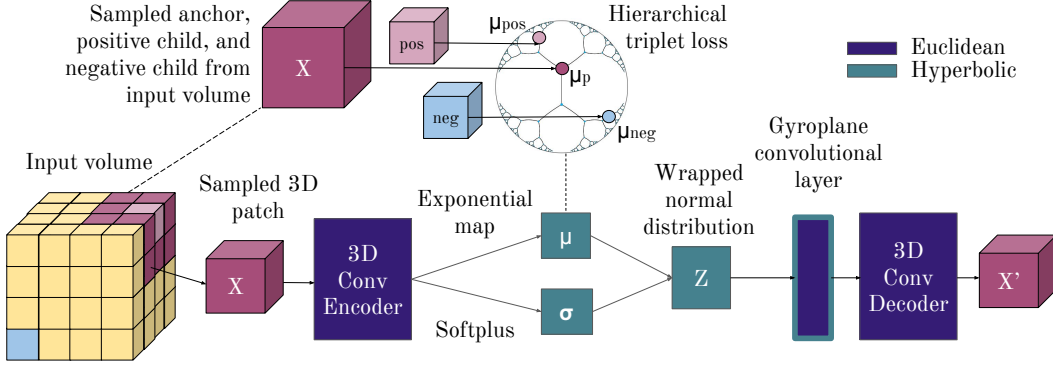 Sampled anchor,
positive child, and
negative child from
input volume
X
pos
neg
μpos
μp
μneg
Hierarchical
triplet loss
Euclidean
Hyperbolic
Input volume
Sampled 3D
patch
X
3D
Conv
Encoder
Exponential
map
Softplus
μ
σ
Wrapped
normal
distribution
Z
Gyroplane
convolutional
layer
3D
Conv
Decoder
X'